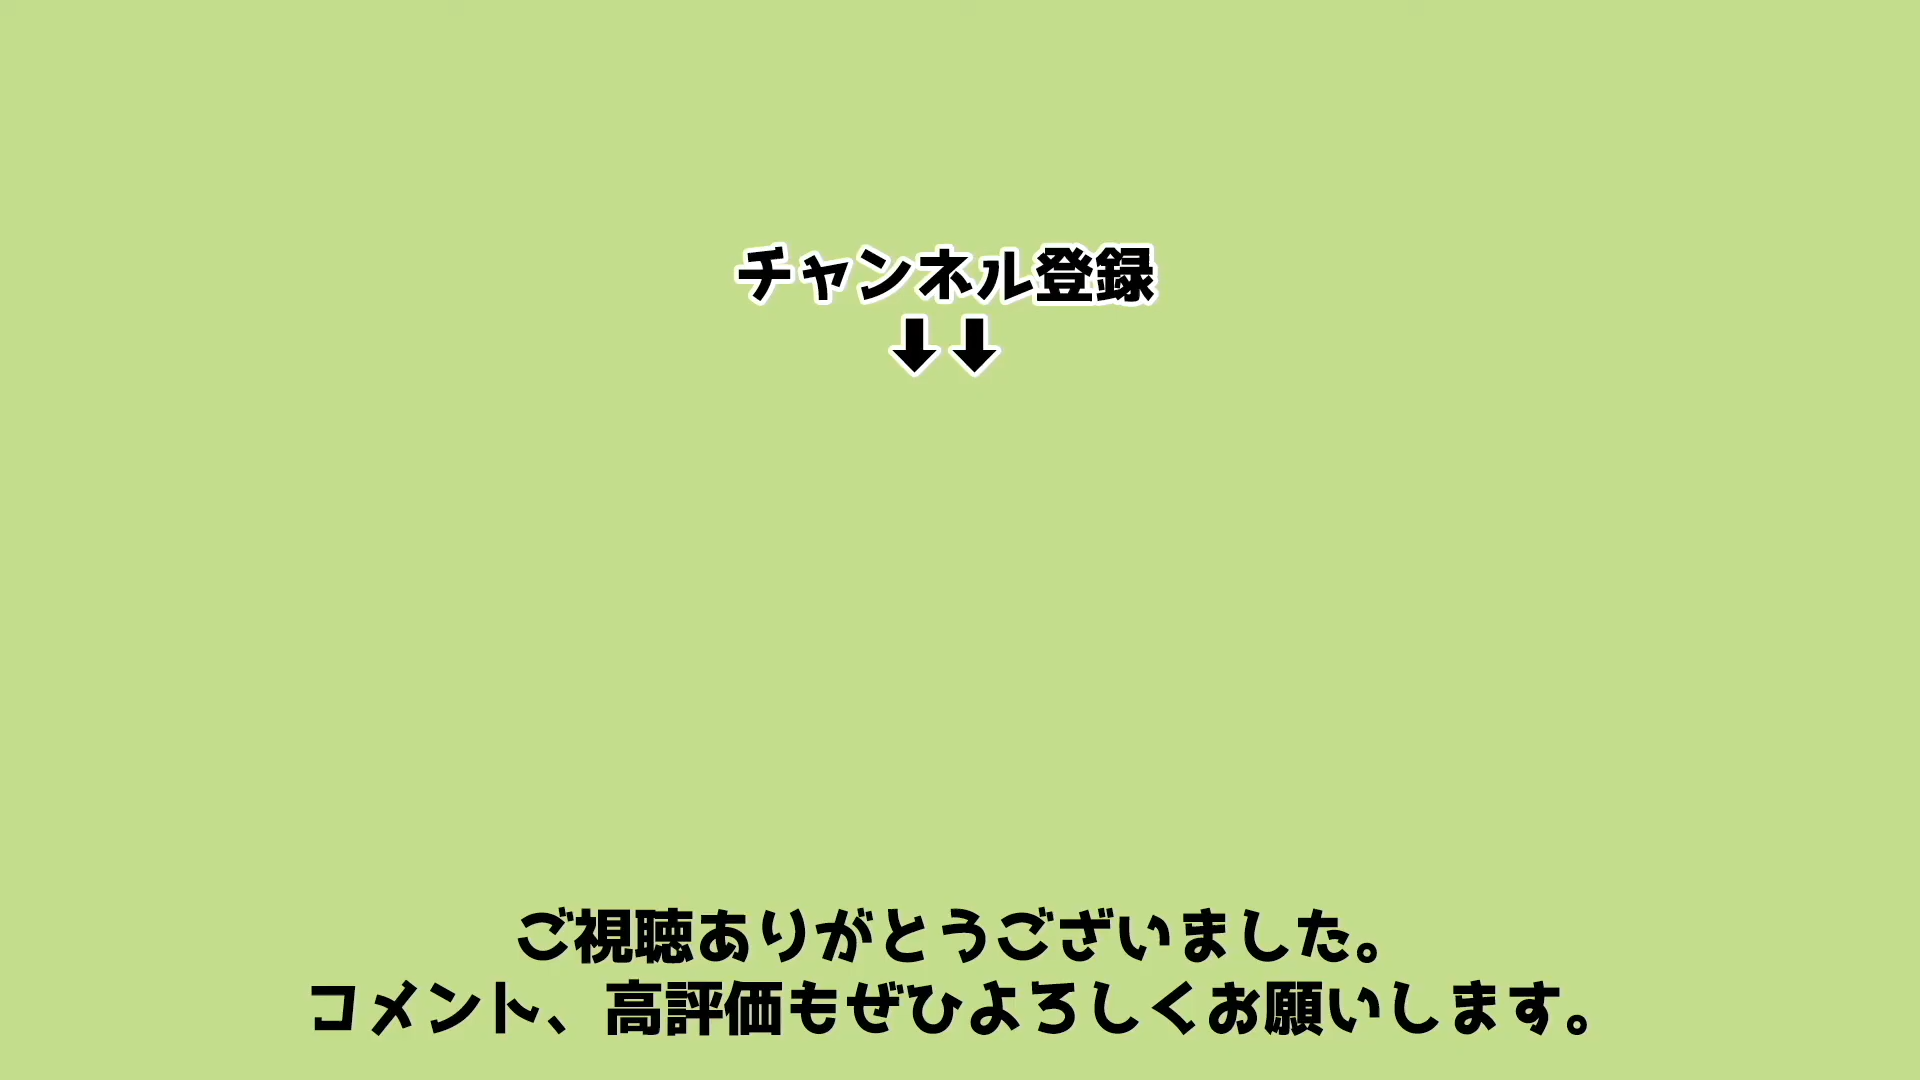 チャンネル登録
⬇⬇
ご視聴ありがとうございました。
コメント、高評価もぜひよろしくお願いします。